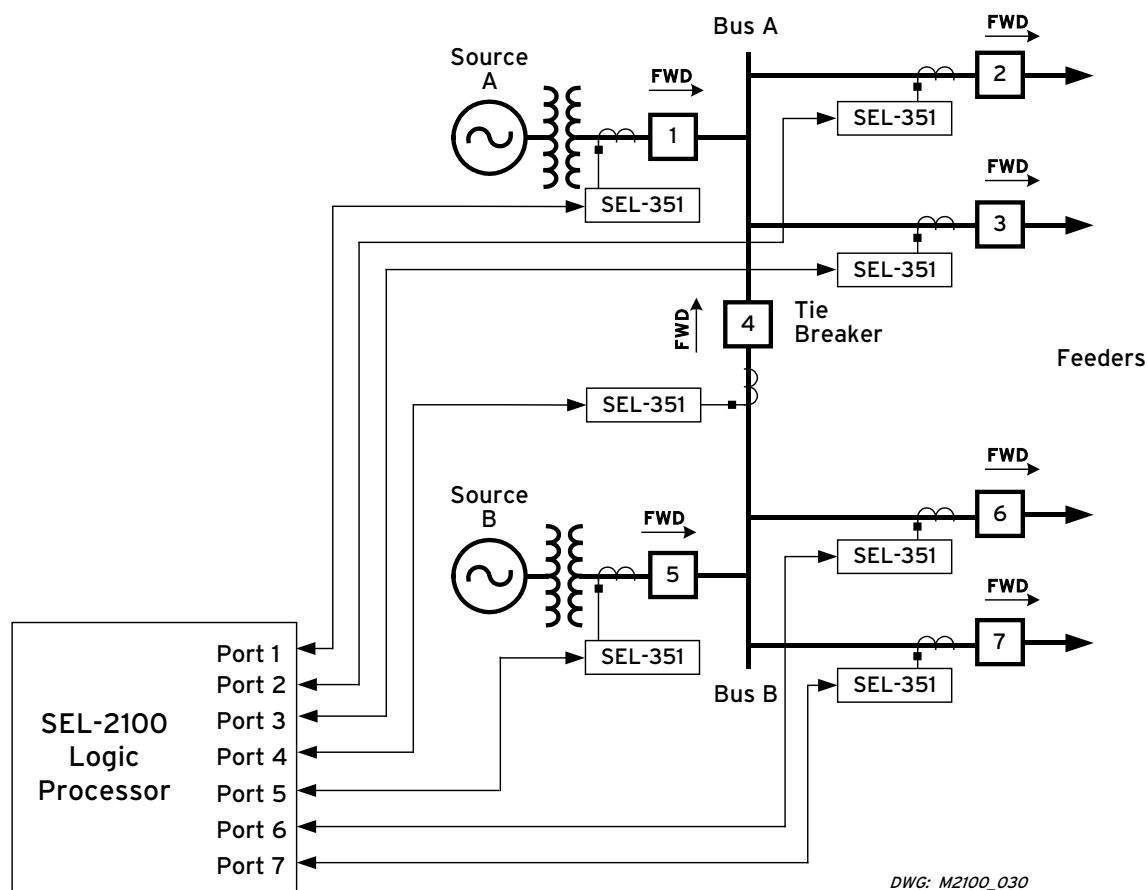 Bus A
FWD
2
SEL-351
Source
A
FWD
1
SEL-351
FWD
3
SEL-351
FWD
4
Tie
Breaker
Feeders
SEL-351
Source
B
FWD
5
SEL-351
FWD
6
SEL-351
FWD
7
SEL-351
Bus B
SEL-2100
Logic
Processor
Port 1
Port 2
Port 3
Port 4
Port 5
Port 6
Port 7
DWG: M2100_030